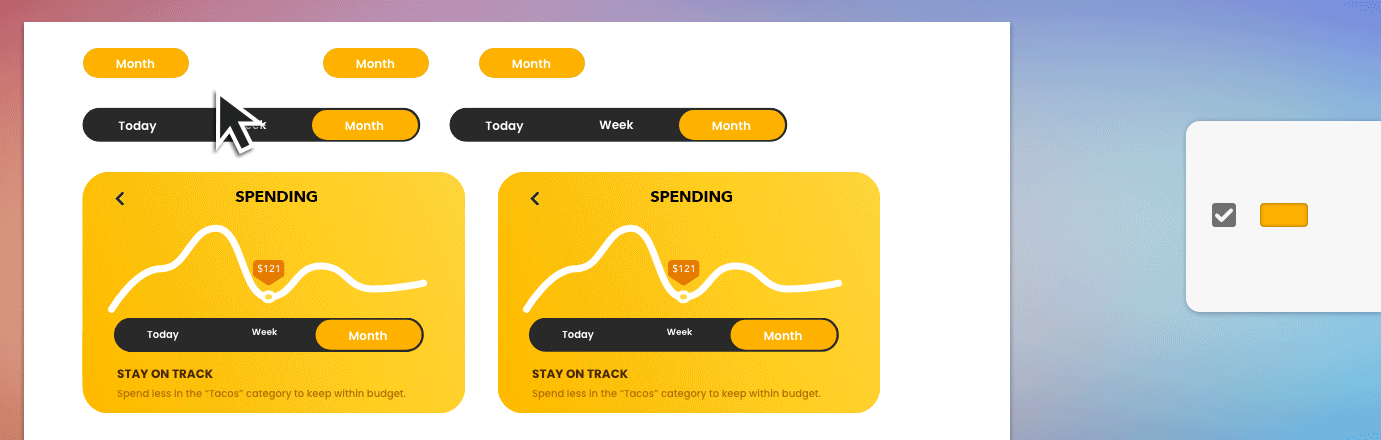 Month Month Month
Today Month Today Week Month
SPENDING SPENDING
$121 $121
Today Week Month Today Week Month
STAY ON TRACK STAY ON TRACK
Spend less in the “Tacos” category to keep within budget. Spend less in the “Tacos” category to keep within budget.